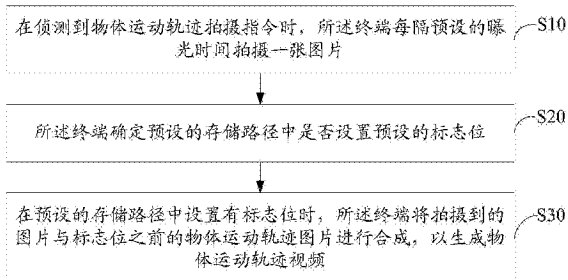 在侦测到物体运动轨迹拍摄指令时，所述终端每隔预设的曝
光时间拍摄一张图片
S10
所述终端确定预设的存储路径中是否设置预设的标志位
S20
在预设的存储路径中设置有标志位时，所述终端将拍摄到的
图片与标志位之前的物体运动轨迹图片进行合成，以生成物
体运动轨迹视频
S30